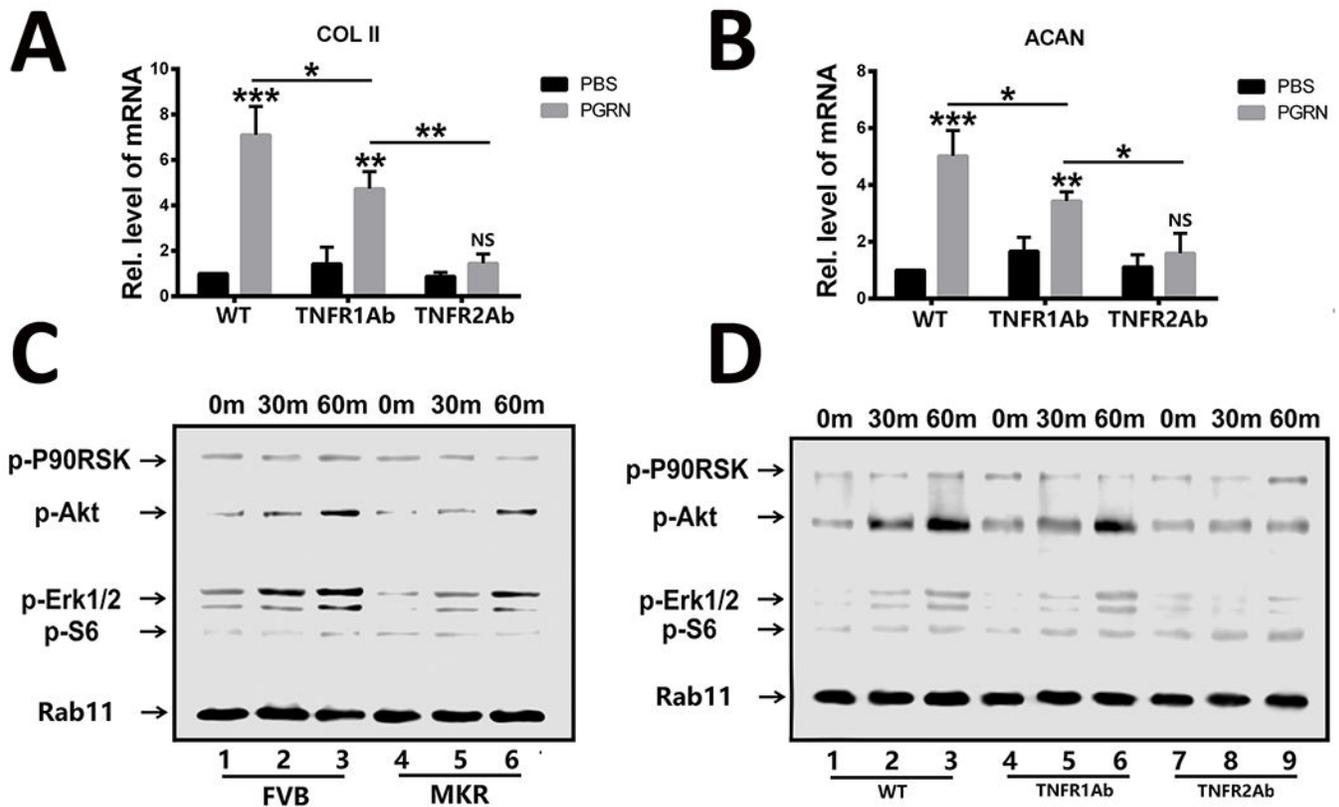 A
COL II
Rel. level of mRNA
10
8
6
4
2
0
***
*
**
**
NS
PBS
PGRN
WT TNFR1Ab TNFR2Ab
B
ACAN
Rel. level of mRNA
8
6
4
2
0
***
*
**
*
NS
PBS
PGRN
WT TNFR1Ab TNFR2Ab
C
0m 30m 60m 0m 30m 60m
p-P90RSK
p-Akt
p-Erk1/2
p-S6
Rab11
1 2 3 4 5 6
FVB MKR
D
0m 30m 60m 0m 30m 60m 0m 30m 60m
p-P90RSK
p-Akt
p-Erk1/2
p-S6
Rab11
1 2 3 4 5 6 7 8 9
WT TNFR1Ab TNFR2Ab